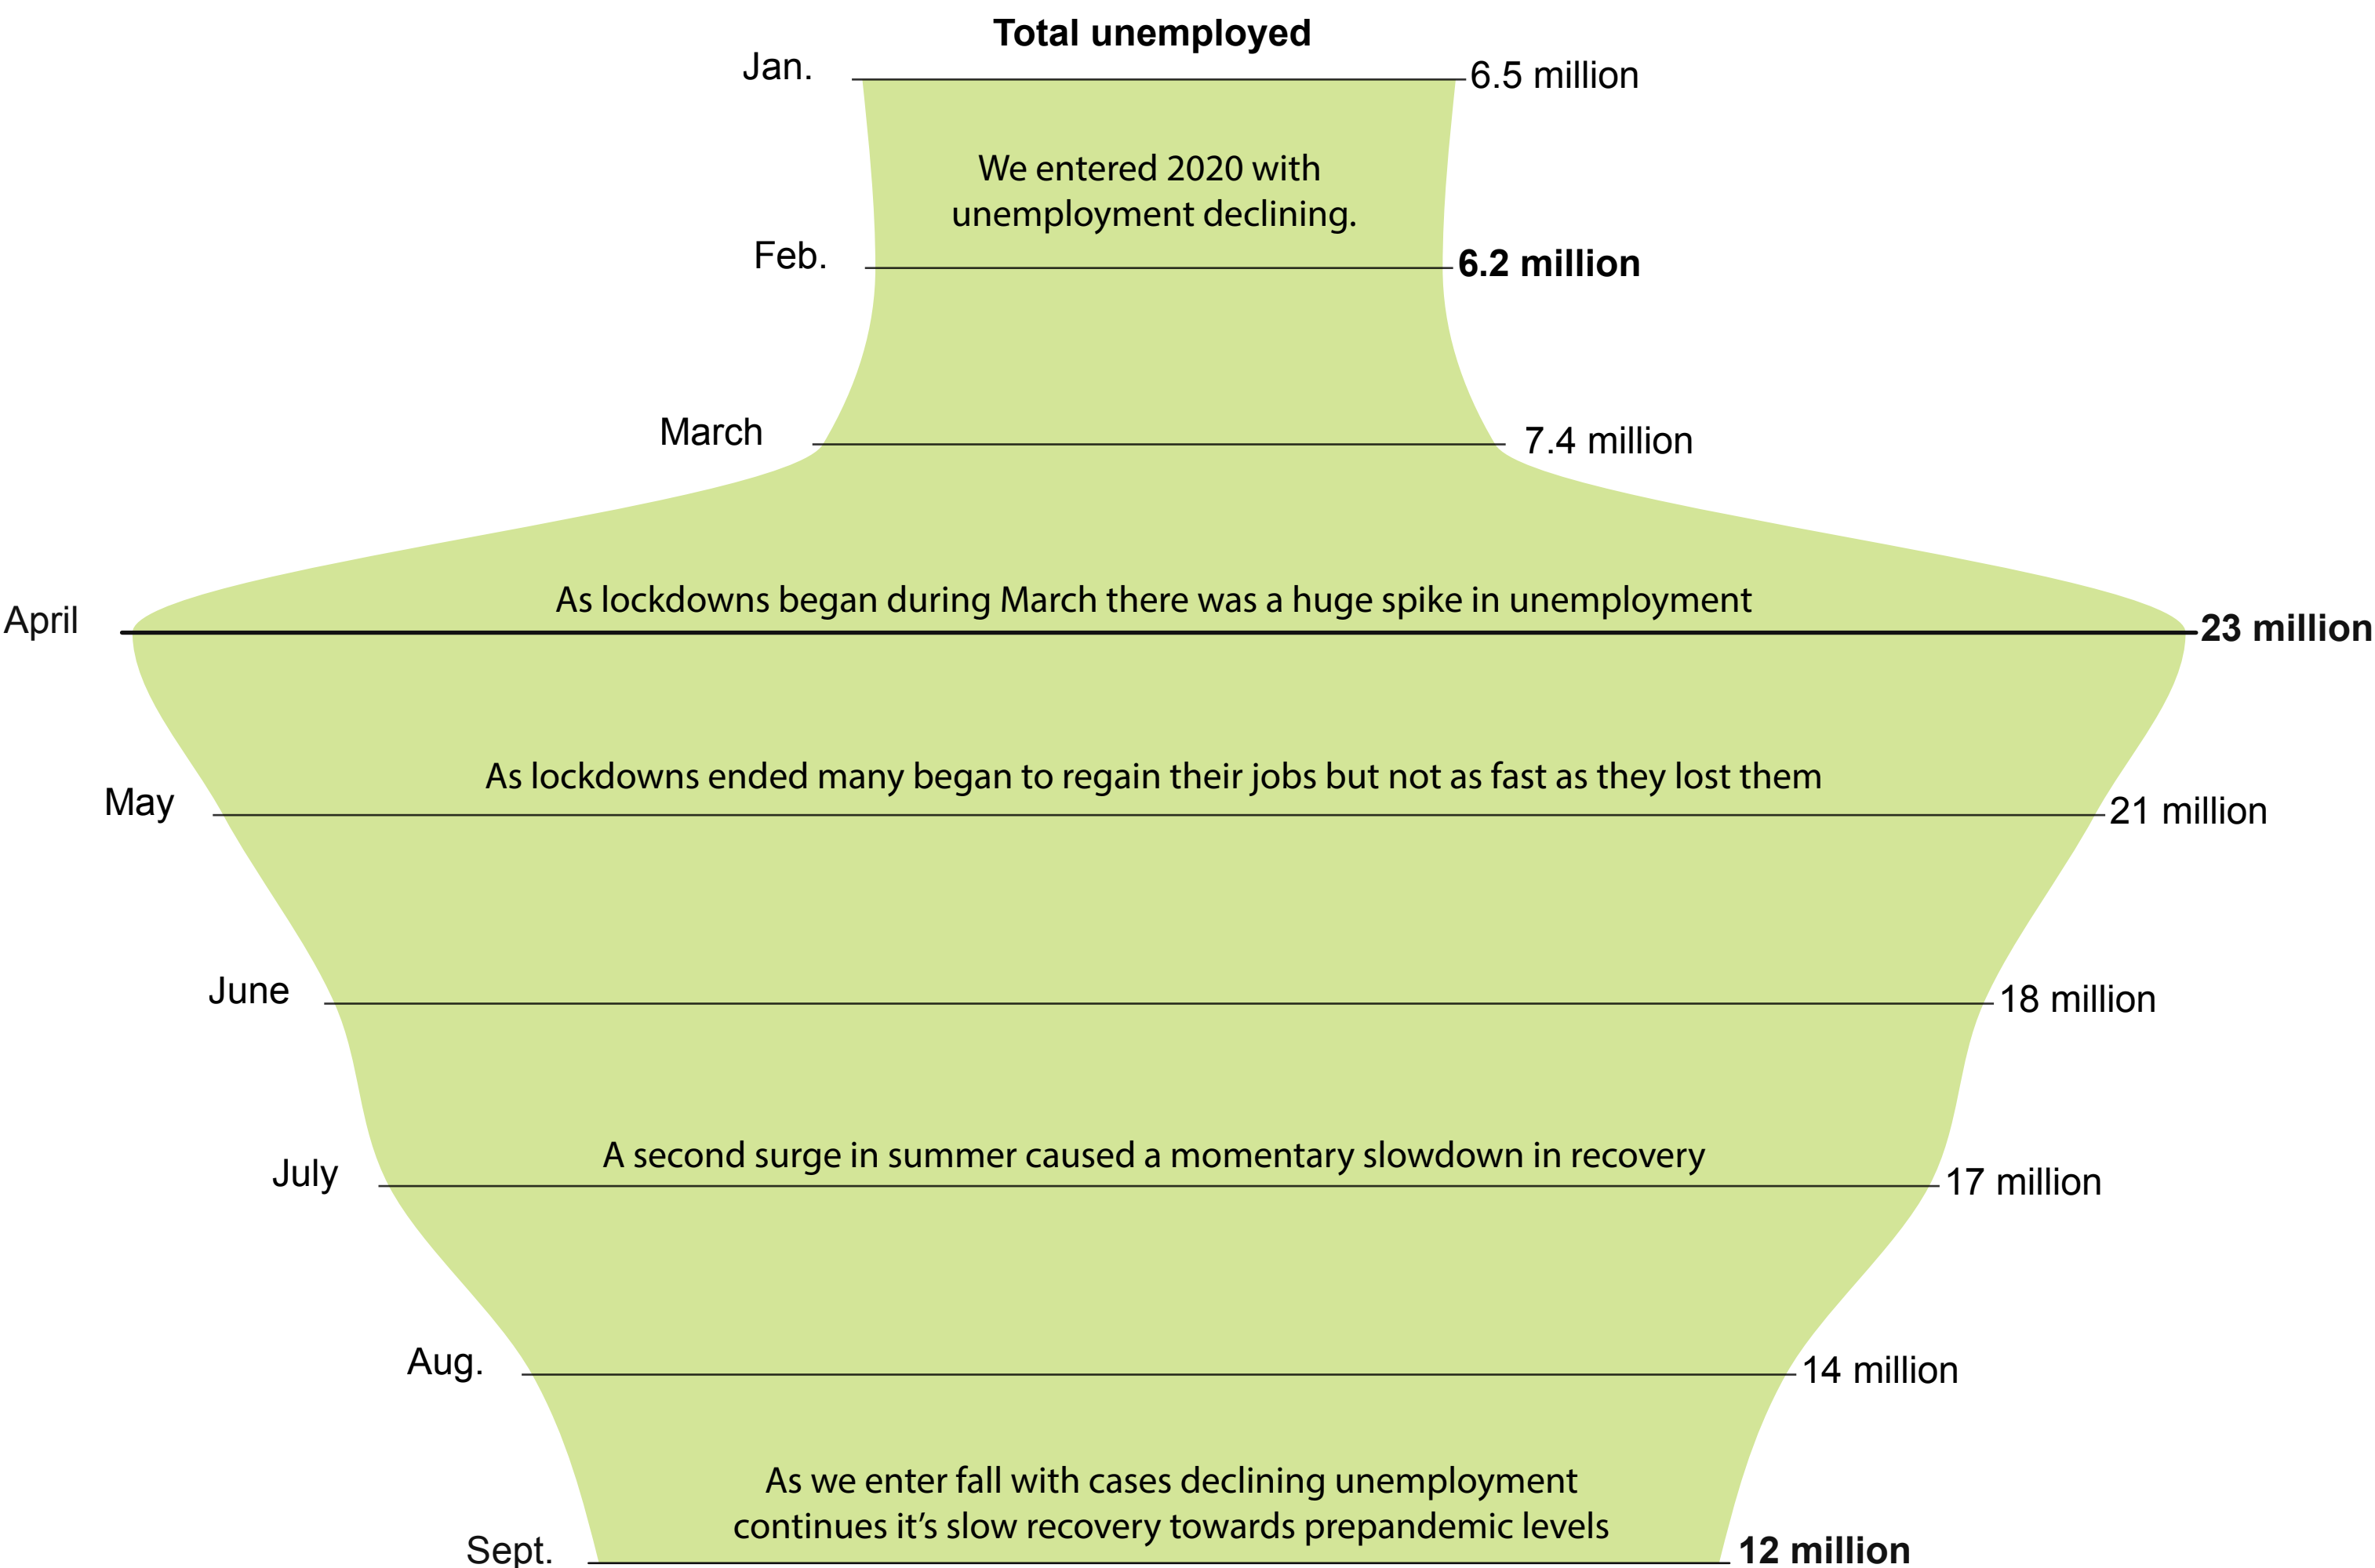 Total unemployed
Jan.
6.5 million
We entered 2020 with
unemployment declining.
Feb.
6.2 million
March
7.4 million
As lockdowns began during March there was a huge spike in unemployment
April
23 million
As lockdowns ended many began to regain their jobs but not as fast as they lost them
May
21 million
June
18 million
A second surge in summer caused a momentary slowdown in recovery
July
17 million
Aug.
14 million
As we enter fall with cases declining unemployment
continues it’s slow recovery towards prepandemic levels
Sept.
12 million